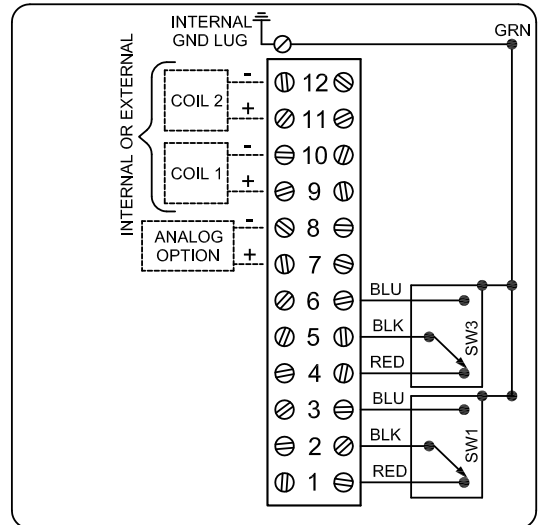 INTERNAL
GND LUG
GRN
INTERNAL OR EXTERNAL
COIL 2
-
+
12
11
COIL 1
-
+
10
9
ANALOG
OPTION
-
+
8
7
6
BLU
5
BLK
4
RED
SW3
3
BLU
2
BLK
1
RED
SW1